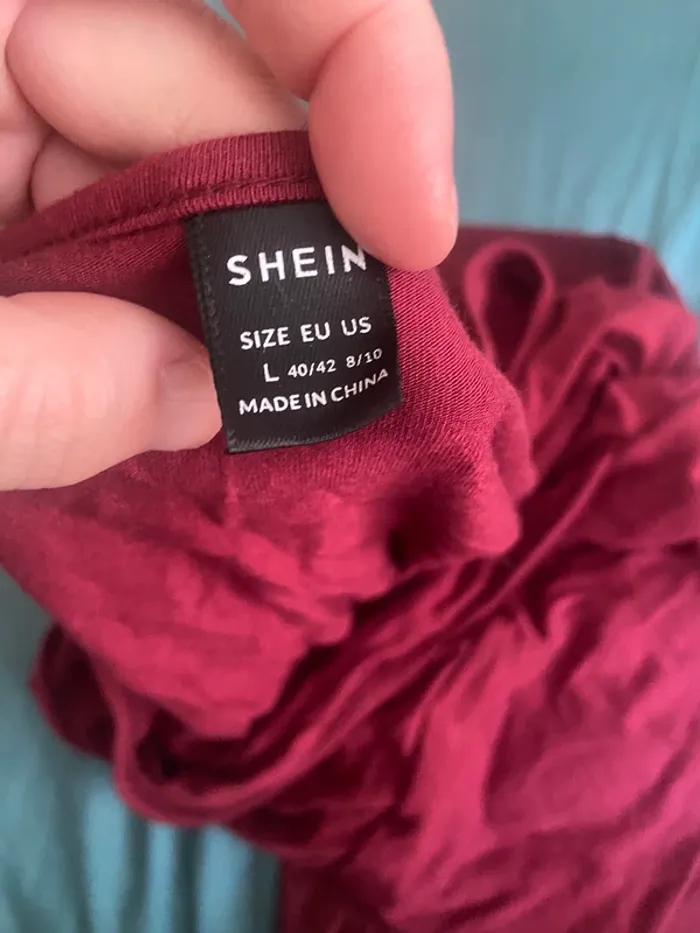 SHEIN
SIZE EU US
L 40/42 8/10
MADE IN CHINA